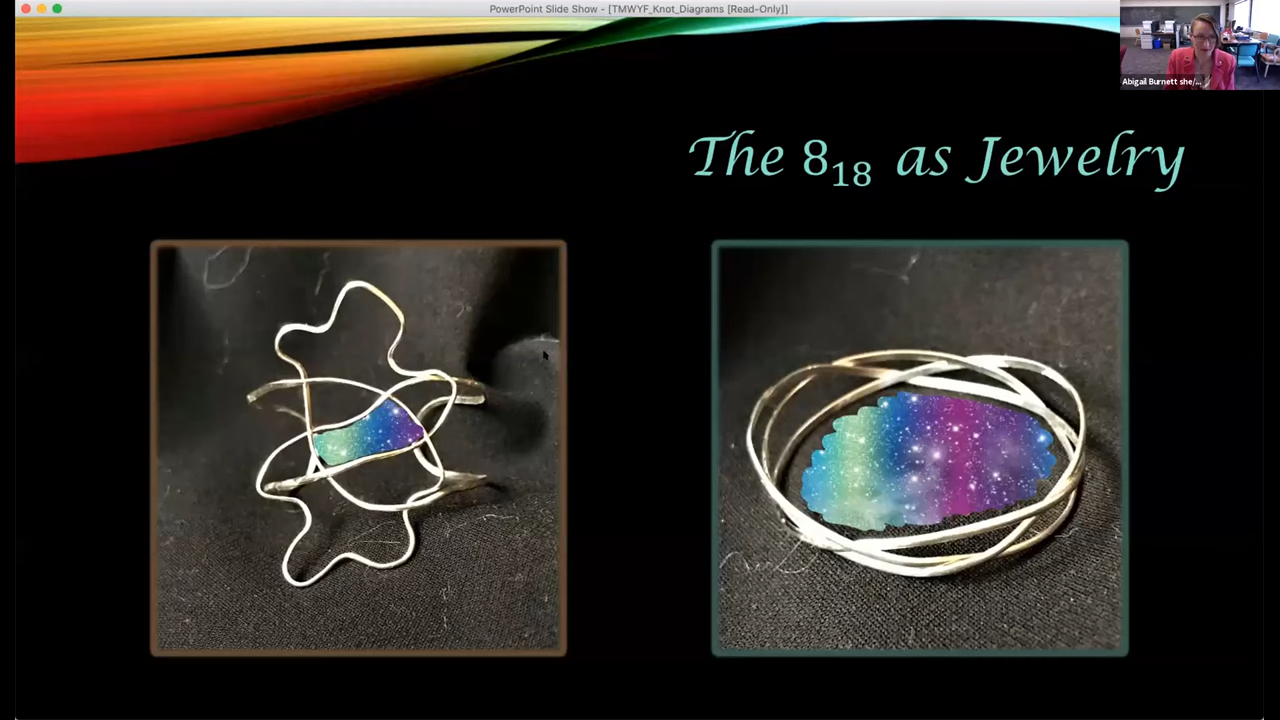 PowerPoint Slide Show - [TMWYF_Knot_Diagrams [Read-Only]]
Abigail Burnett she/...
The 8₁₈ as Jewelry